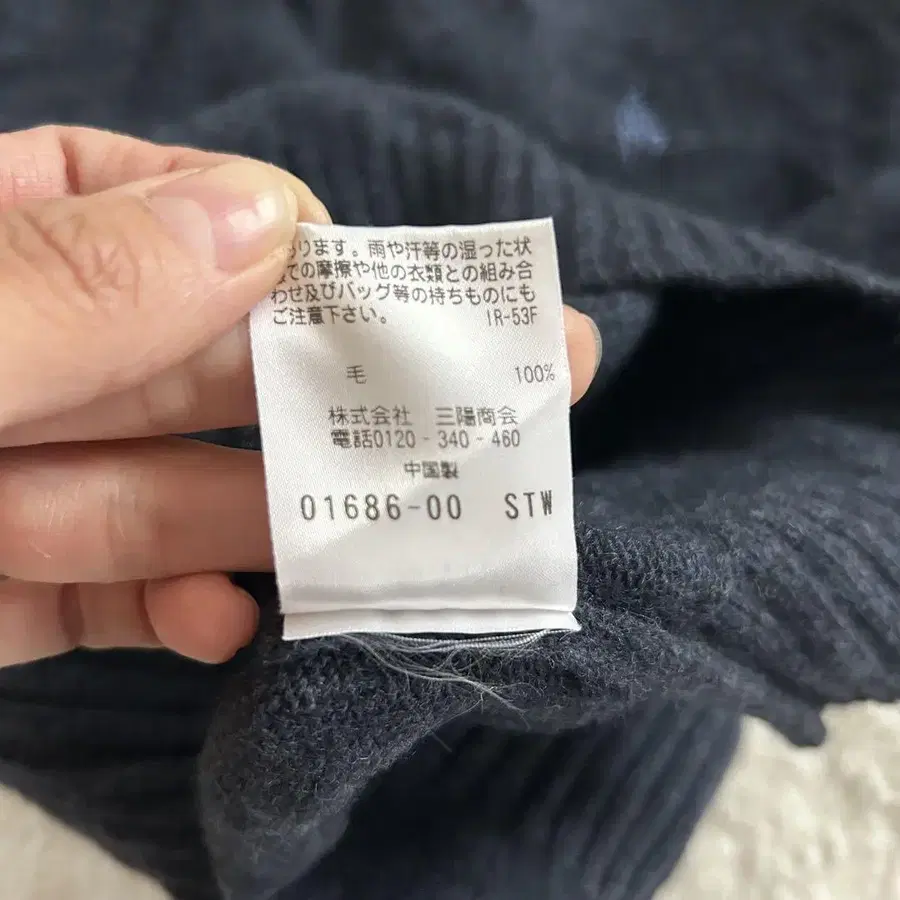 ります。雨や汗等の湿った状
での摩擦や他の衣類との組み合
わせ及びバッグ等の持ちものにも
ご注意下さい。 IR-53F
毛 100%
株式会社 三陽商会
電話0120-340-460
中国製
01686-00 STW